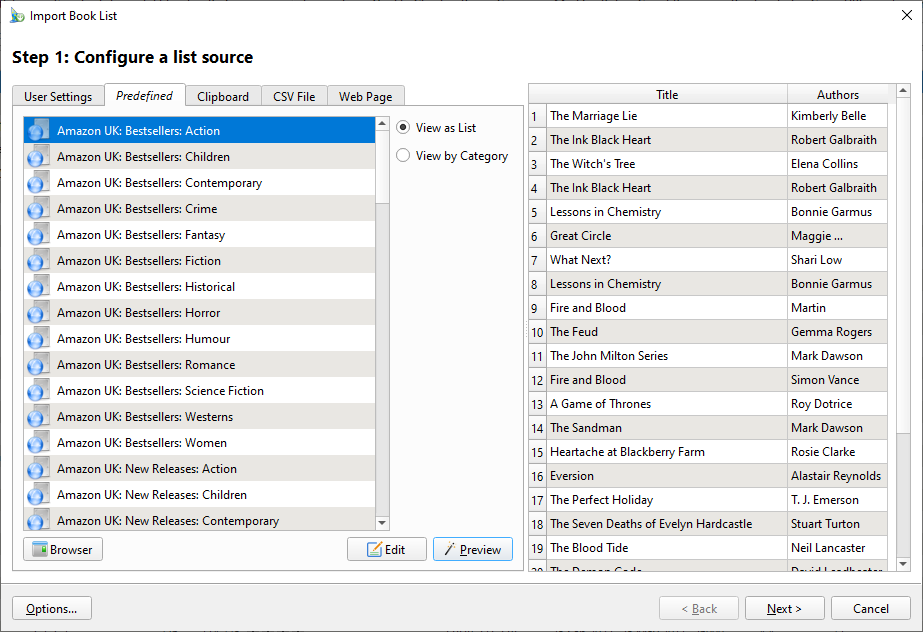 Import Book List
Step 1: Configure a list source
User Settings
Predefined
Clipboard
CSV File
Web Page
Amazon UK: Bestsellers: Action
Amazon UK: Bestsellers: Children
Amazon UK: Bestsellers: Contemporary
Amazon UK: Bestsellers: Crime
Amazon UK: Bestsellers: Fantasy
Amazon UK: Bestsellers: Fiction
Amazon UK: Bestsellers: Historical
Amazon UK: Bestsellers: Horror
Amazon UK: Bestsellers: Humour
Amazon UK: Bestsellers: Romance
Amazon UK: Bestsellers: Science Fiction
Amazon UK: Bestsellers: Westerns
Amazon UK: Bestsellers: Women
Amazon UK: New Releases: Action
Amazon UK: New Releases: Children
Amazon UK: New Releases: Contemporary
View as List
View by Category
Browser
Edit
Preview
Title Authors
1 The Marriage Lie Kimberly Belle
2 The Ink Black Heart Robert Galbraith
3 The Witch's Tree Elena Collins
4 The Ink Black Heart Robert Galbraith
5 Lessons in Chemistry Bonnie Garmus
6 Great Circle Maggie ...
7 What Next? Shari Low
8 Lessons in Chemistry Bonnie Garmus
9 Fire and Blood Martin
10 The Feud Gemma Rogers
11 The John Milton Series Mark Dawson
12 Fire and Blood Simon Vance
13 A Game of Thrones Roy Dotrice
14 The Sandman Mark Dawson
15 Heartache at Blackberry Farm Rosie Clarke
16 Eversion Alastair Reynolds
17 The Perfect Holiday T. J. Emerson
18 The Seven Deaths of Evelyn Hardcastle Stuart Turton
19 The Blood Tide Neil Lancaster
20 The Demon Code David Leadbeater
Options...
< Back
Next >
Cancel